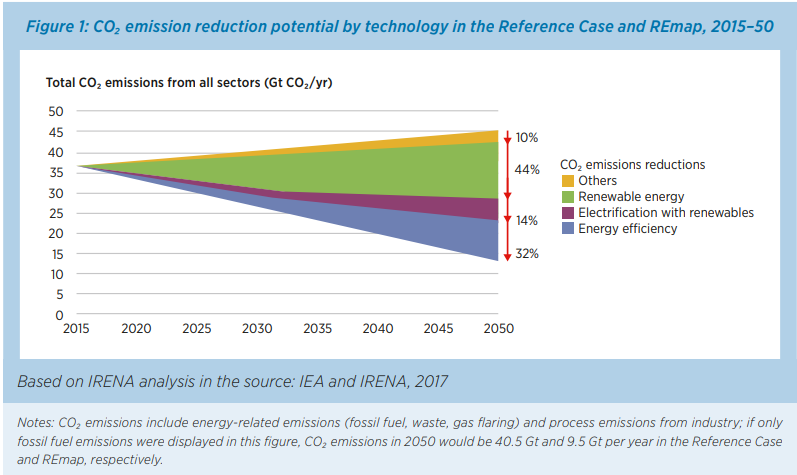 Figure 1: CO₂ emission reduction potential by technology in the Reference Case and REmap, 2015–50
Total CO₂ emissions from all sectors (Gt CO₂/yr)
50
45
40
35
30
25
20
15
10
5
0
2015 2020 2025 2030 2035 2040 2045 2050
10%
44%
14%
32%
CO₂ emissions reductions
Others
Renewable energy
Electrification with renewables
Energy efficiency
Based on IRENA analysis in the source: IEA and IRENA, 2017
Notes: CO₂ emissions include energy-related emissions (fossil fuel, waste, gas flaring) and process emissions from industry; if only
fossil fuel emissions were displayed in this figure, CO₂ emissions in 2050 would be 40.5 Gt and 9.5 Gt per year in the Reference Case
and REmap, respectively.